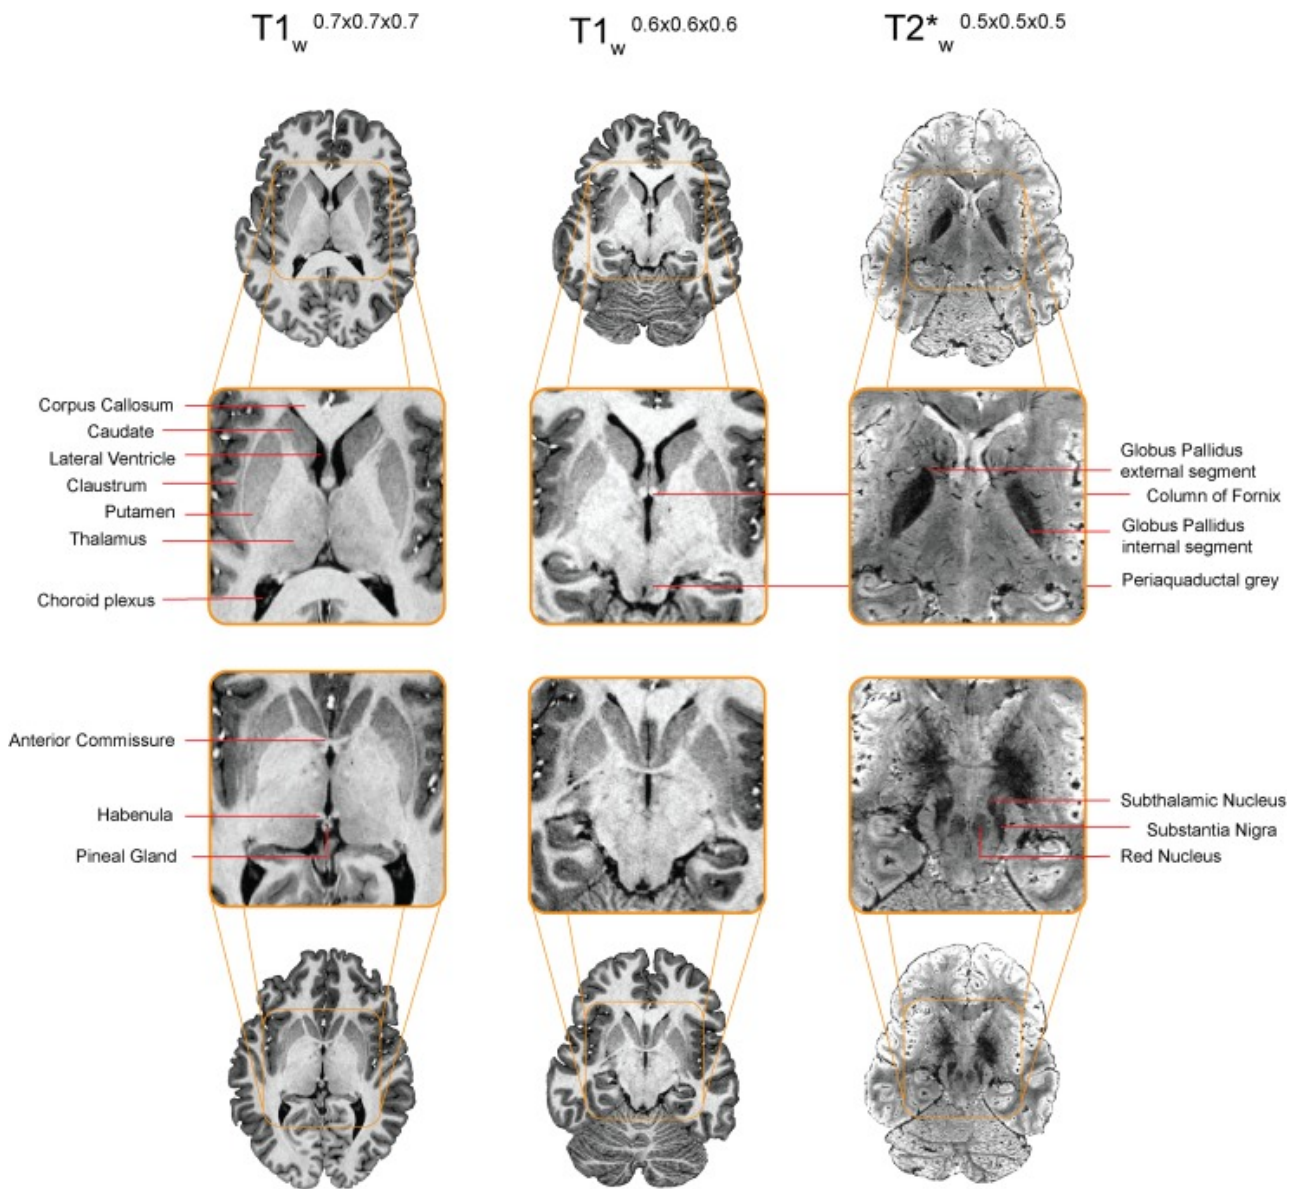 T1w 0.7x0.7x0.7
T1w 0.6x0.6x0.6
T2*w 0.5x0.5x0.5
Corpus Callosum
Caudate
Lateral Ventricle
Claustrum
Putamen
Thalamus
Choroid plexus
Globus Pallidus
external segment
Column of Fornix
Globus Pallidus
internal segment
Periaquaductal grey
Anterior Commissure
Habenula
Pineal Gland
Subthalamic Nucleus
Substantia Nigra
Red Nucleus